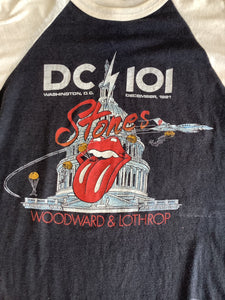 DC 101
WASHINGTON, D.C. DECEMBER, 1981
Stones
WOODWARD & LOTHROP